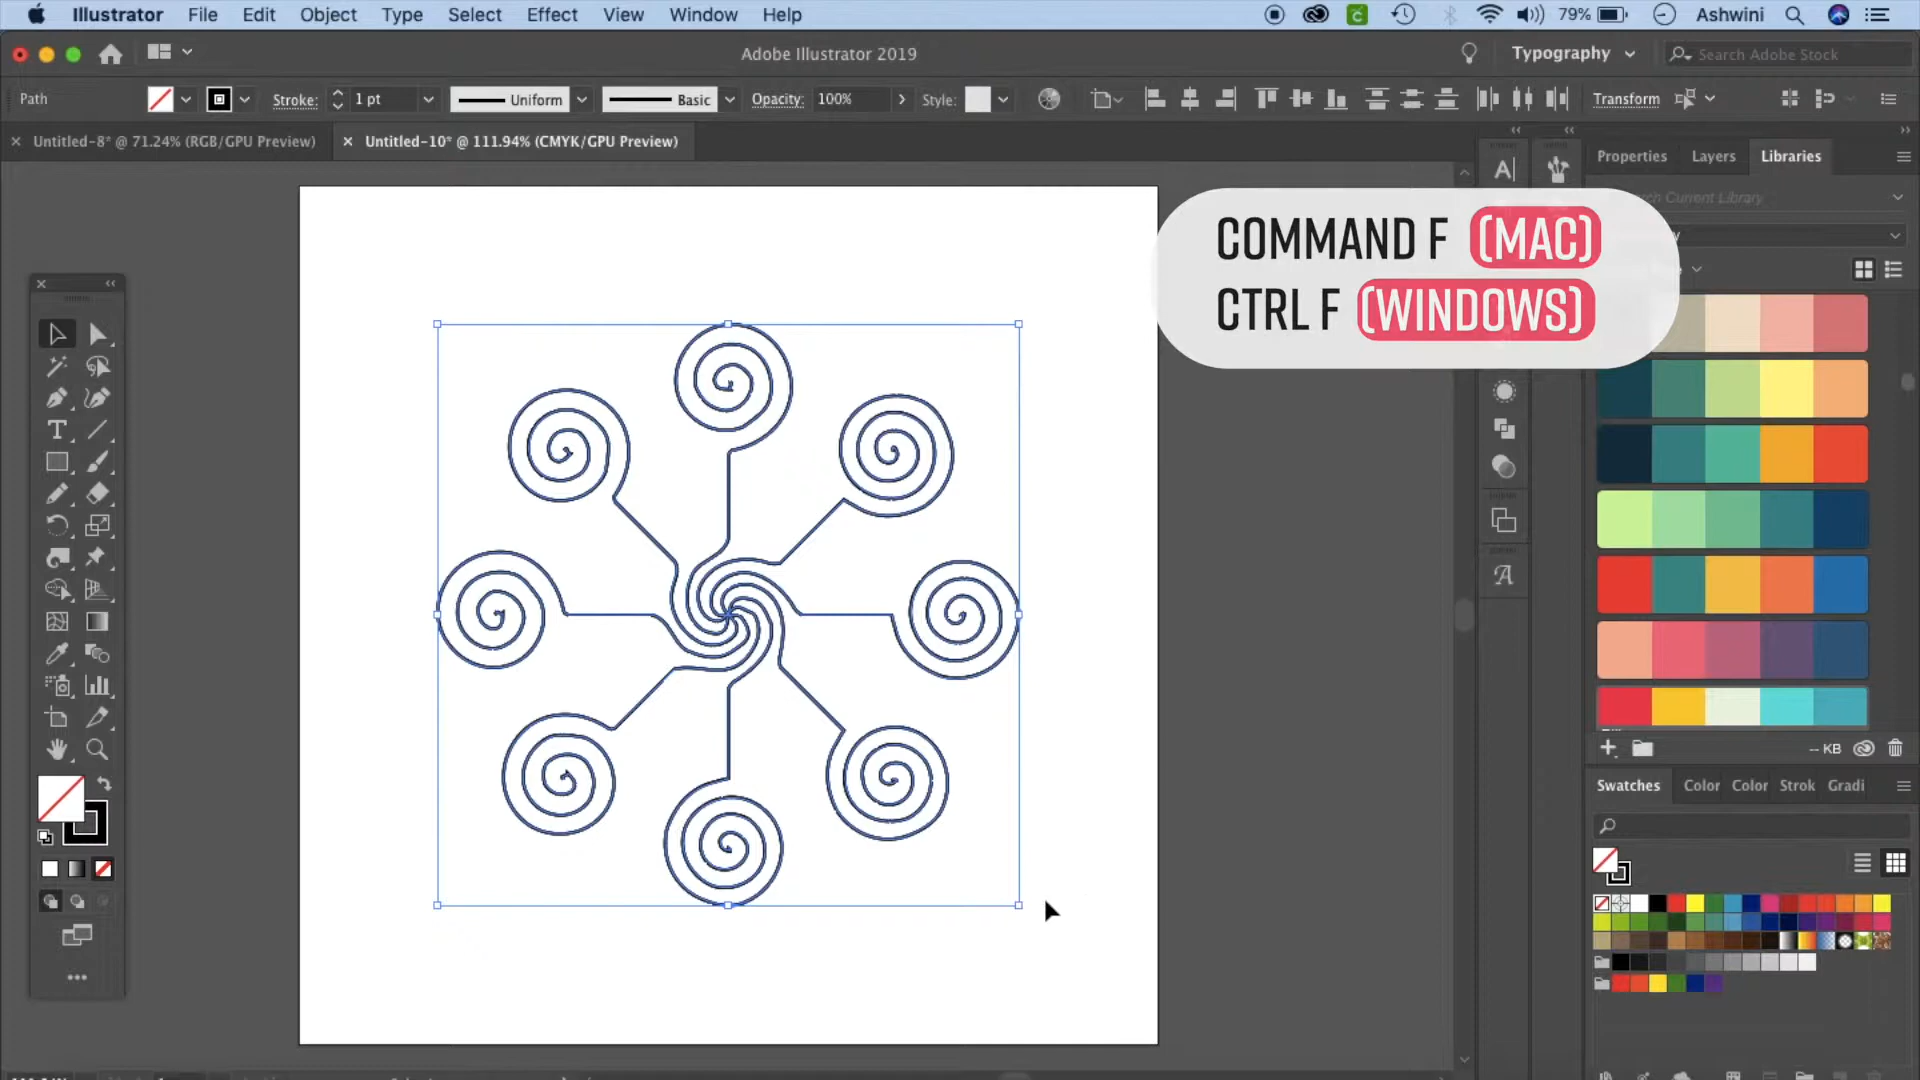 Illustrator File Edit Object Type Select Effect View Window Help 79% Ashwini
Adobe Illustrator 2019 Typography Search Adobe Stock
Path Stroke: 1 pt Uniform Basic Opacity: 100% Style: Transform
Untitled-8* @ 71.24% (RGB/GPU Preview) Untitled-10* @ 111.94% (CMYK/GPU Preview)
Properties Layers Libraries
Current Library
COMMAND F (MAC)
CTRL F (WINDOWS)
-- KB
Swatches Color Color Strok Gradi